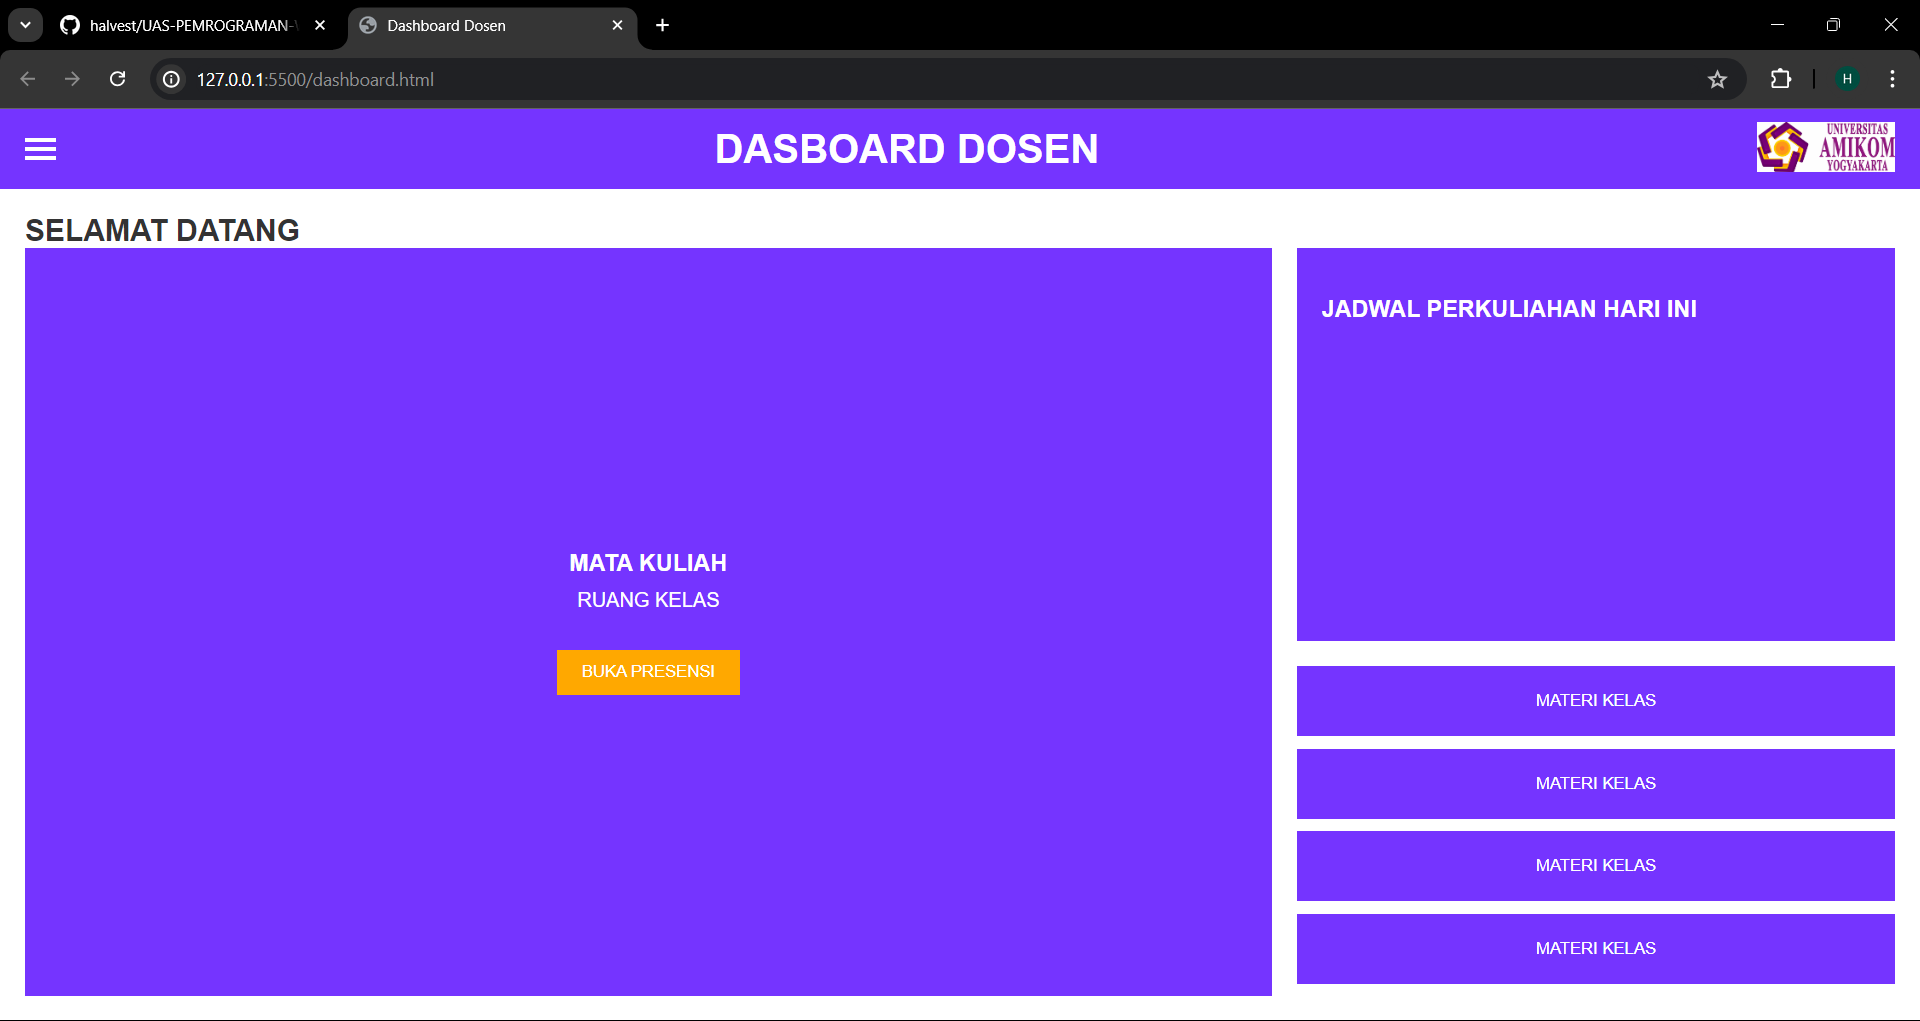 halvest/UAS-PEMROGRAMAN-
Dashboard Dosen
127.0.0.1:5500/dashboard.html
H
DASBOARD DOSEN
UNIVERSITAS
AMIKOM
YOGYAKARTA
SELAMAT DATANG
MATA KULIAH
RUANG KELAS
BUKA PRESENSI
JADWAL PERKULIAHAN HARI INI
MATERI KELAS
MATERI KELAS
MATERI KELAS
MATERI KELAS